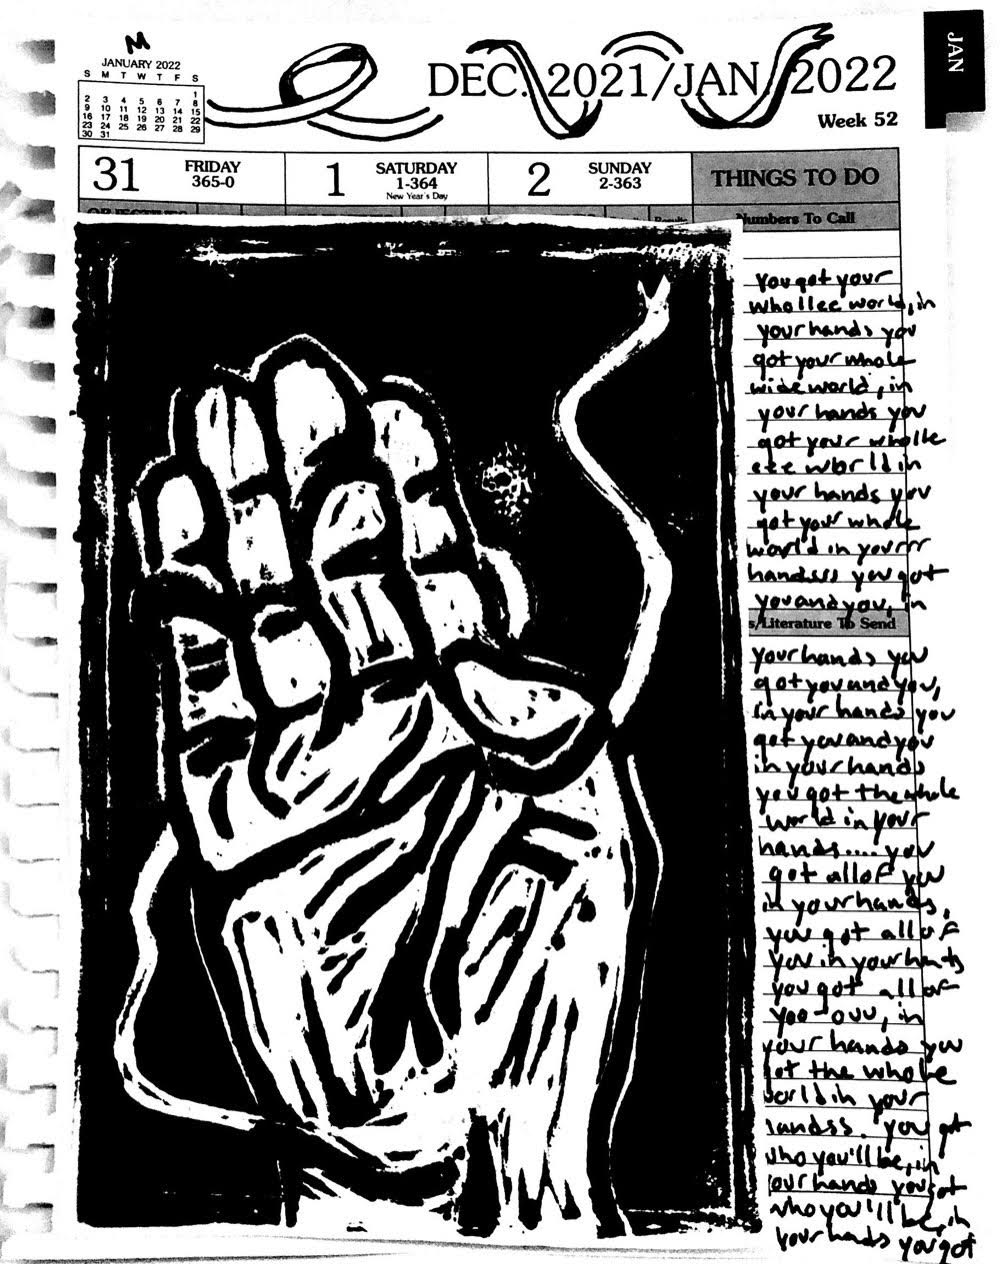 M
JANUARY 2022
S M T W T F S
1
2 3 4 5 6 7 8
9 10 11 12 13 14 15
16 17 18 19 20 21 22
23 24 25 26 27 28 29
30 31
DEC. 2021/JAN 2022
JAN
Week 52
31 FRIDAY 365-0
1 SATURDAY 1-364 New Year's Day
2 SUNDAY 2-363
THINGS TO DO
OBJECTIVES
Results
Numbers To Call
you got your
whollee world, in
your hands you
got your whole
wide world, in
your hands you
got your wholle
eee world in
your hands you
got your whole
world in yourrr
handsss you got
you and you, in
s/Literature To Send
your hands you
got you and you,
in your hands you
got you and you
in your hands
you got the whole
world in your
hands.... you
got all of you
in your hands,
you got all of
you in your hands
you got all of
you-ouu, in
your hands you
got the whole
world in your
handss. you got
who you'll be, in
your hands you got
who you'll be, in
your hands you got